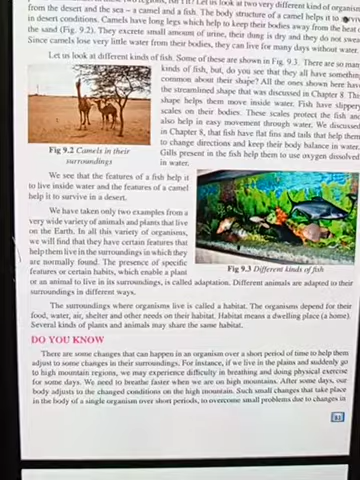 two regions, isn't it? Let us look at two very different kind of organism
from the desert and the sea – a camel and a fish. The body structure of a camel helps it to
in desert conditions. Camels have long legs which help to keep their bodies away from the heat
the sand (Fig. 9.2). They excrete small amount of urine, their dung is dry and they do not swea
Since camels lose very little water from their bodies, they can live for many days without water.
Let us look at different kinds of fish. Some of these are shown in Fig. 9.3. There are so man
kinds of fish, but, do you see that they all have somethin
common about their shape? All the ones shown here hav
the streamlined shape that was discussed in Chapter 8. Thi
shape helps them move inside water. Fish have slippery
scales on their bodies. These scales protect the fish an
also help in easy movement through water. We discussed
in Chapter 8, that fish have flat fins and tails that help them
to change directions and keep their body balance in water.
Gills present in the fish help them to use oxygen dissolved
in water.
Fig 9.2 Camels in their
surroundings
We see that the features of a fish help it
to live inside water and the features of a camel
help it to survive in a desert.
We have taken only two examples from a
very wide variety of animals and plants that live
on the Earth. In all this variety of organisms,
we will find that they have certain features that
help them live in the surroundings in which they
are normally found. The presence of specific
features or certain habits, which enable a plant
Fig 9.3 Different kinds of fish
or an animal to live in its surroundings, is called adaptation. Different animals are adapted to their
surroundings in different ways.
The surroundings where organisms live is called a habitat. The organisms depend for their
food, water, air, shelter and other needs on their habitat. Habitat means a dwelling place (a home).
Several kinds of plants and animals may share the same habitat.
DO YOU KNOW
There are some changes that can happen in an organism over a short period of time to help them
adjust to some changes in their surroundings. For instance, if we live in the plains and suddenly go
to high mountain regions, we may experience difficulty in breathing and doing physical exercise
for some days. We need to breathe faster when we are on high mountains. After some days, our
body adjusts to the changed conditions on the high mountain. Such small changes that take place
in the body of a single organism over short periods, to overcome small problems due to changes in